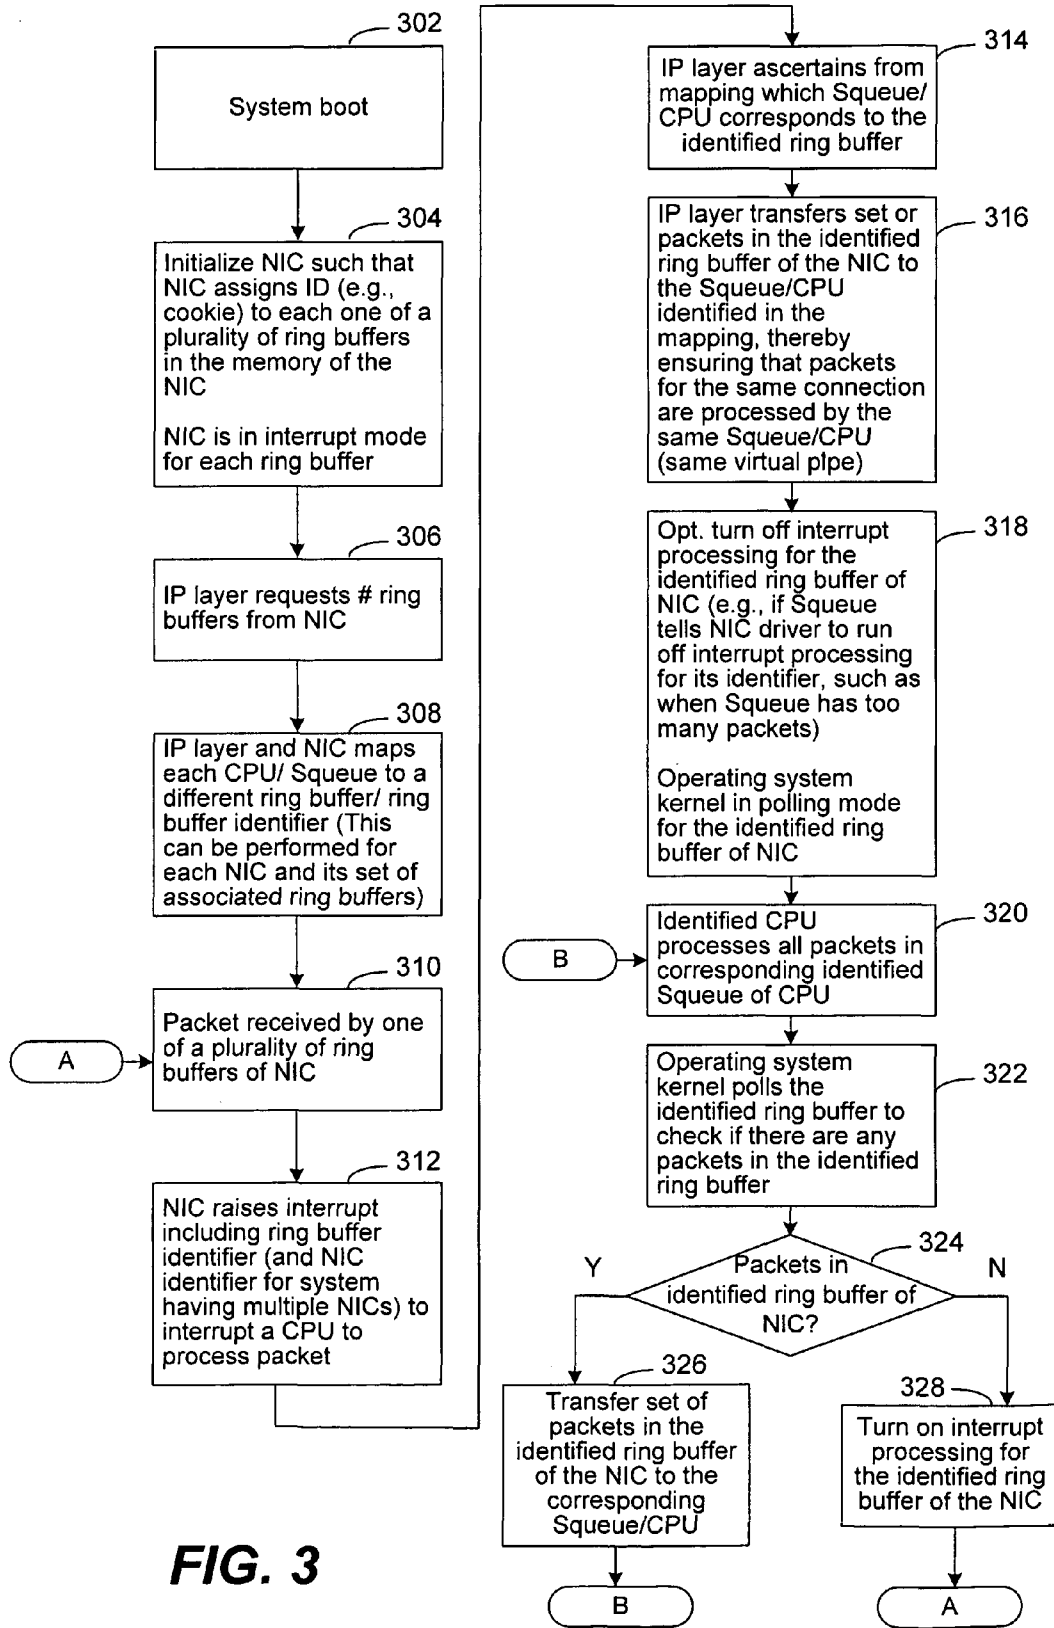 302
System boot
304
Initialize NIC such that
NIC assigns ID (e.g.,
cookie) to each one of a
plurality of ring buffers
in the memory of the
NIC
NIC is in interrupt mode
for each ring buffer
306
IP layer requests # ring
buffers from NIC
308
IP layer and NIC maps
each CPU/ Squeue to a
different ring buffer/ ring
buffer identifier (This
can be performed for
each NIC and its set of
associated ring buffers)
310
Packet received by one
of a plurality of ring
buffers of NIC
A
312
NIC raises interrupt
including ring buffer
identifier (and NIC
identifier for system
having multiple NICs) to
interrupt a CPU to
process packet
314
IP layer ascertains from
mapping which Squeue/
CPU corresponds to the
identified ring buffer
316
IP layer transfers set or
packets in the identified
ring buffer of the NIC to
the Squeue/CPU
identified in the
mapping, thereby
ensuring that packets
for the same connection
are processed by the
same Squeue/CPU
(same virtual pipe)
318
Opt. turn off interrupt
processing for the
identified ring buffer of
NIC (e.g., if Squeue
tells NIC driver to run
off interrupt processing
for its identifier, such as
when Squeue has too
many packets)
Operating system
kernel in polling mode
for the identified ring
buffer of NIC
320
B
Identified CPU
processes all packets in
corresponding identified
Squeue of CPU
322
Operating system
kernel polls the
identified ring buffer to
check if there are any
packets in the identified
ring buffer
324
Y
Packets in
identified ring buffer of
NIC?
N
326
Transfer set of
packets in the
identified ring buffer
of the NIC to the
corresponding
Squeue/CPU
B
328
Turn on interrupt
processing for
the identified ring
buffer of the NIC
A
FIG. 3